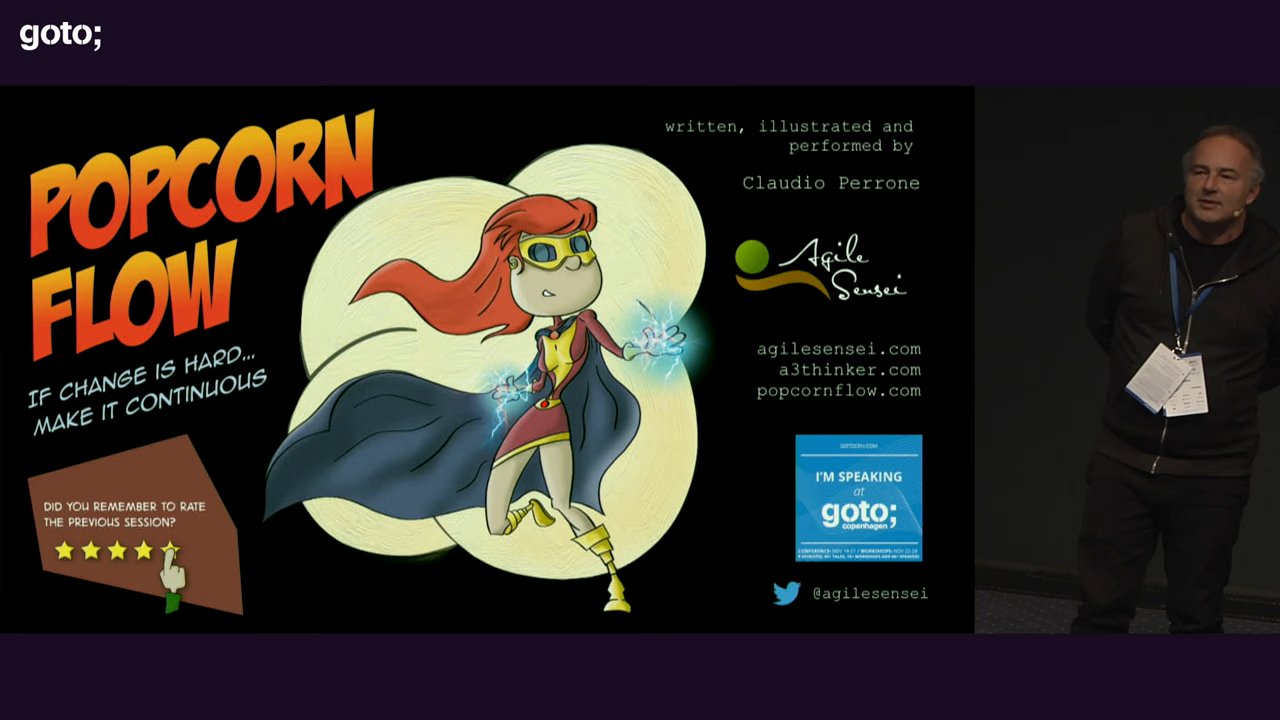 goto;
POPCORN
FLOW
IF CHANGE IS HARD...
MAKE IT CONTINUOUS
DID YOU REMEMBER TO RATE
THE PREVIOUS SESSION?
written, illustrated and
performed by
Claudio Perrone
Agile
Sensei
agilesensei.com
a3thinker.com
popcornflow.com
GOTOCPH.COM
I'M SPEAKING
at
goto;
copenhagen
@agilesensei